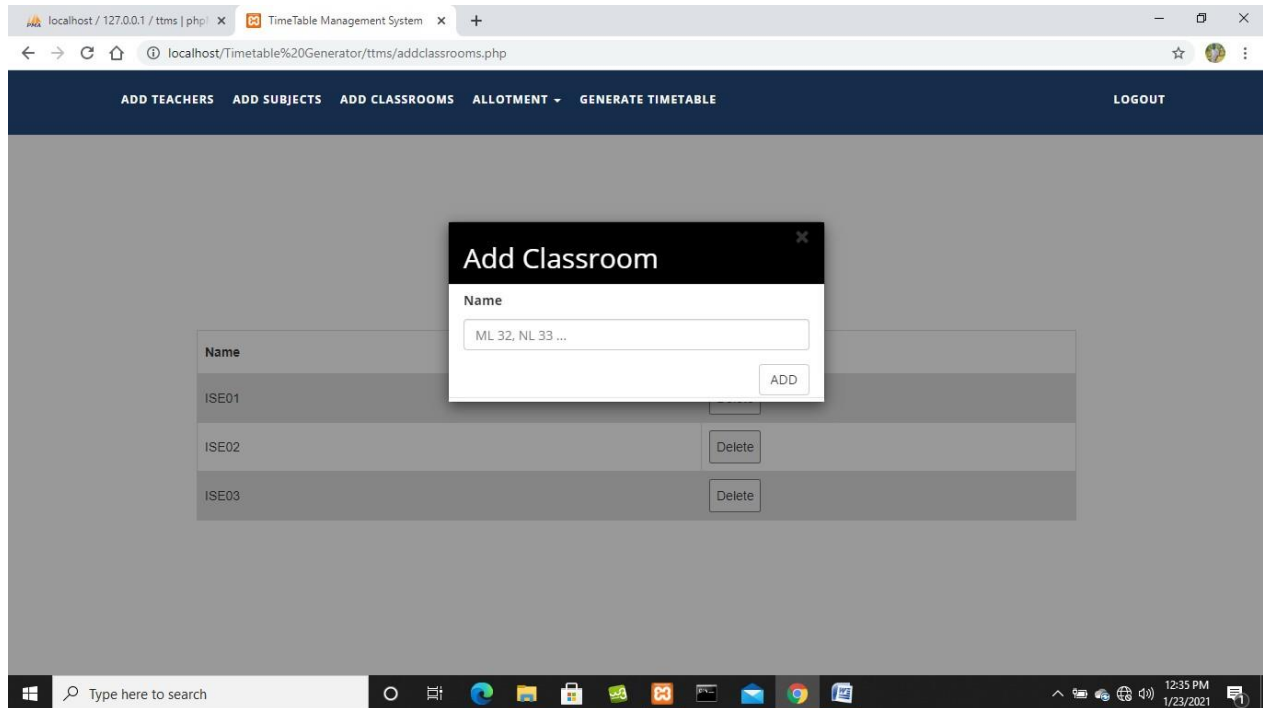 localhost / 127.0.0.1 / ttms | php
TimeTable Management System
localhost/Timetable%20Generator/ttms/addclassrooms.php
ADD TEACHERS ADD SUBJECTS ADD CLASSROOMS ALLOTMENT GENERATE TIMETABLE LOGOUT
Add Classroom
Name
ML 32, NL 33 ...
ADD
Name
ISE01 Delete
ISE02 Delete
ISE03 Delete
Type here to search
12:35 PM
1/23/2021